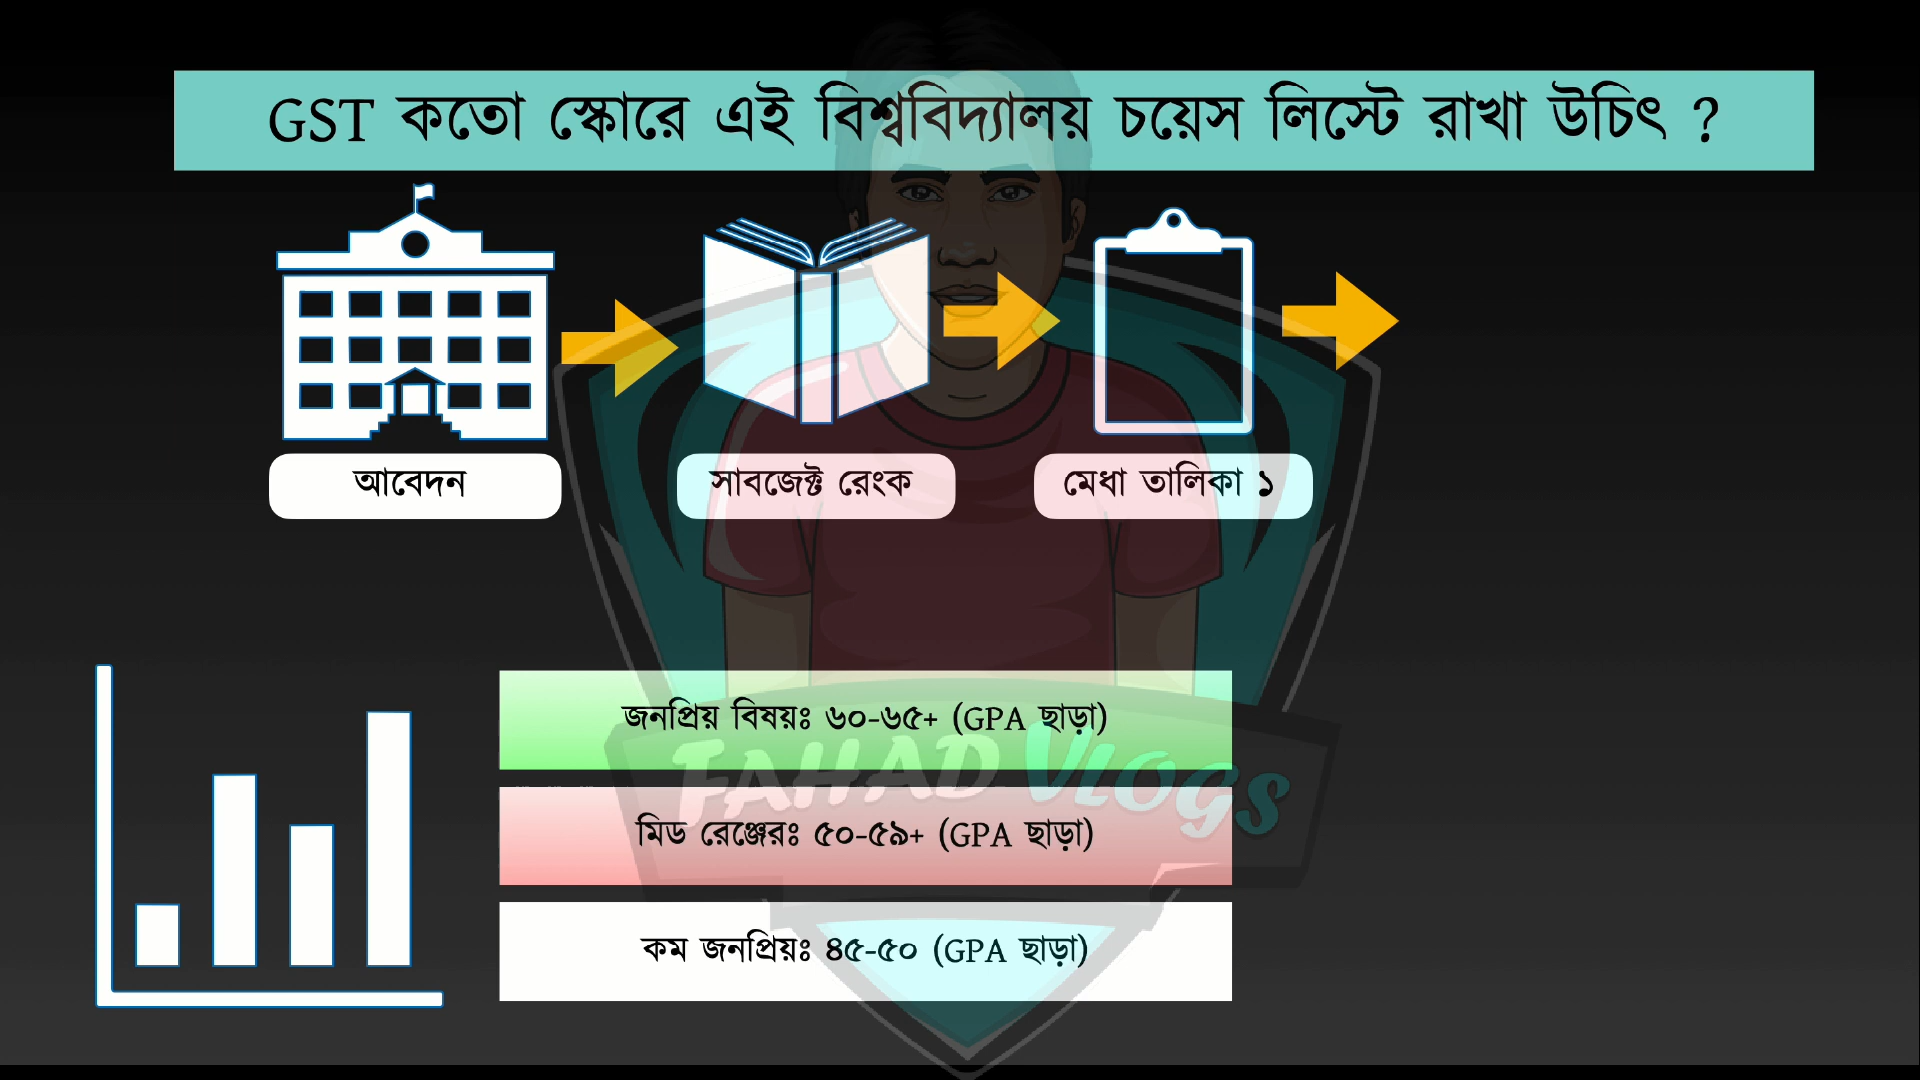 GST কতো স্কোরে এই বিশ্ববিদ্যালয় চয়েস লিস্টে রাখা উচিৎ ?
আবেদন
সাবজেক্ট রেংক
মেধা তালিকা ১
জনপ্রিয় বিষয়ঃ ৬০-৬৫+ (GPA ছাড়া)
FAHAD VLOGS
মিড রেঞ্জেরঃ ৫০-৫৯+ (GPA ছাড়া)
কম জনপ্রিয়ঃ ৪৫-৫০ (GPA ছাড়া)